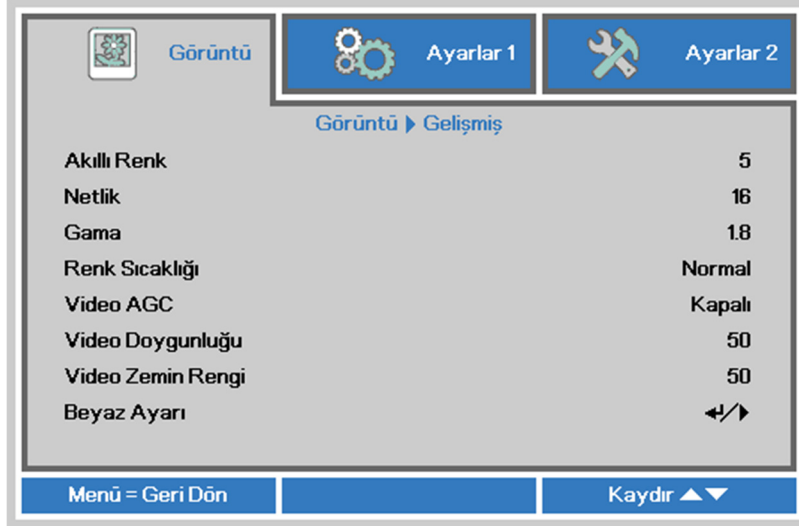 Görüntü Ayarlar 1 Ayarlar 2
Görüntü Gelişmiş
Akıllı Renk 5
Netlik 16
Gama 1.8
Renk Sıcaklığı Normal
Video AGC Kapalı
Video Doygunluğu 50
Video Zemin Rengi 50
Beyaz Ayarı /
Menü = Geri Dön Kaydır ▲▼